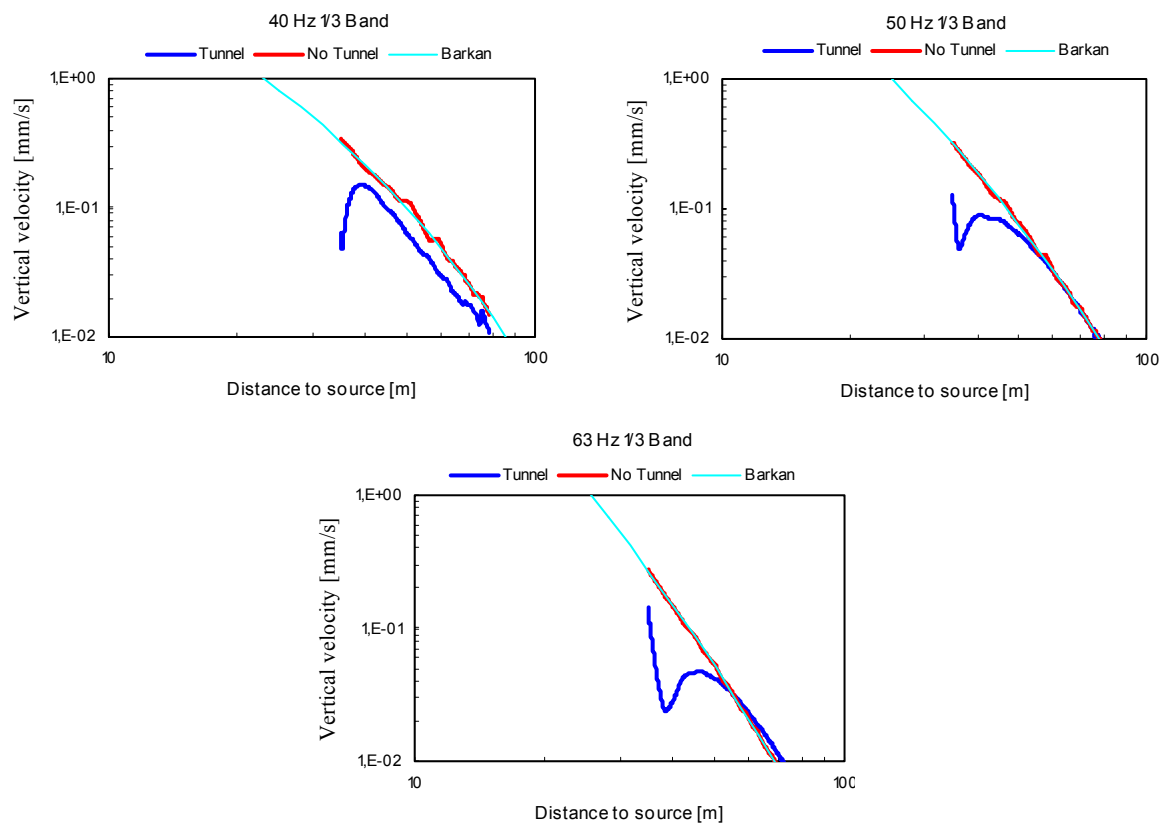 40 Hz 1/3 Band
Tunnel No Tunnel Barkan
1,E+00
1,E-01
1,E-02
Vertical velocity [mm/s]
10 100
Distance to source [m]
50 Hz 1/3 Band
Tunnel No Tunnel Barkan
1,E+00
1,E-01
1,E-02
Vertical velocity [mm/s]
10 100
Distance to source [m]
63 Hz 1/3 Band
Tunnel No Tunnel Barkan
1,E+00
1,E-01
1,E-02
Vertical velocity [mm/s]
10 100
Distance to source [m]